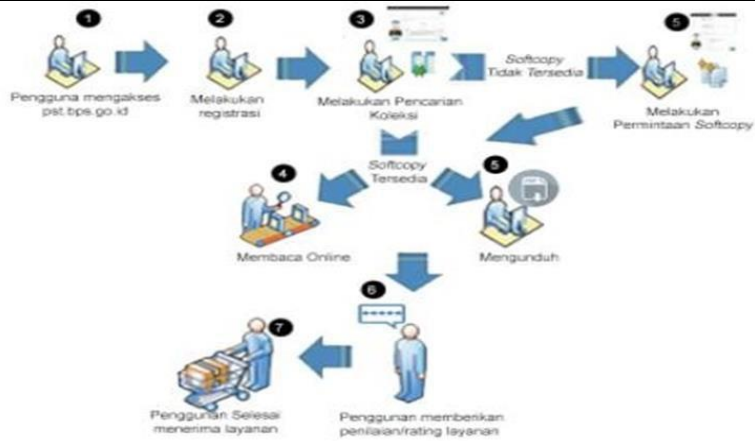 1
Pengguna mengakses
pst.bps.go.id
2
Melakukan
registrasi
3
Melakukan Pencarian
Koleksi
Softcopy
Tidak Tersedia
5
Melakukan
Permintaan Softcopy
Softcopy
Tersedia
4
Membaca Online
5
Mengunduh
6
Penggunan memberikan
penilaian/rating layanan
7
Penggunan Selesai
menerima layanan